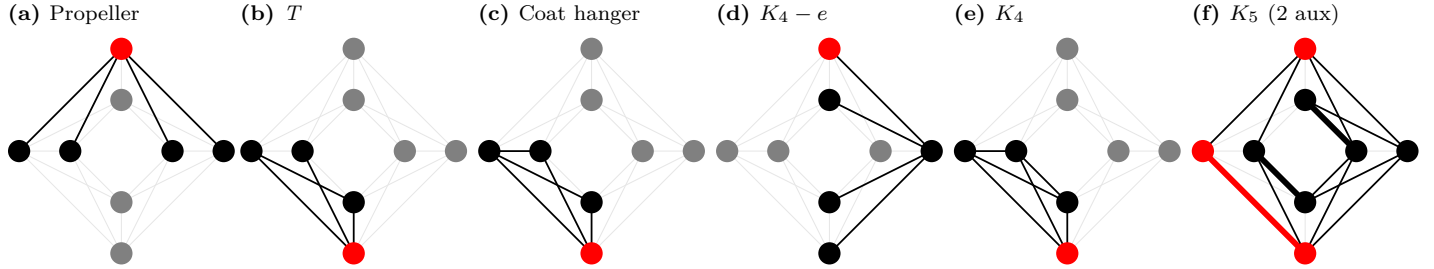 (a) Propeller
(b) T
(c) Coat hanger
(d) K₄ − e
(e) K₄
(f) K₅ (2 aux)